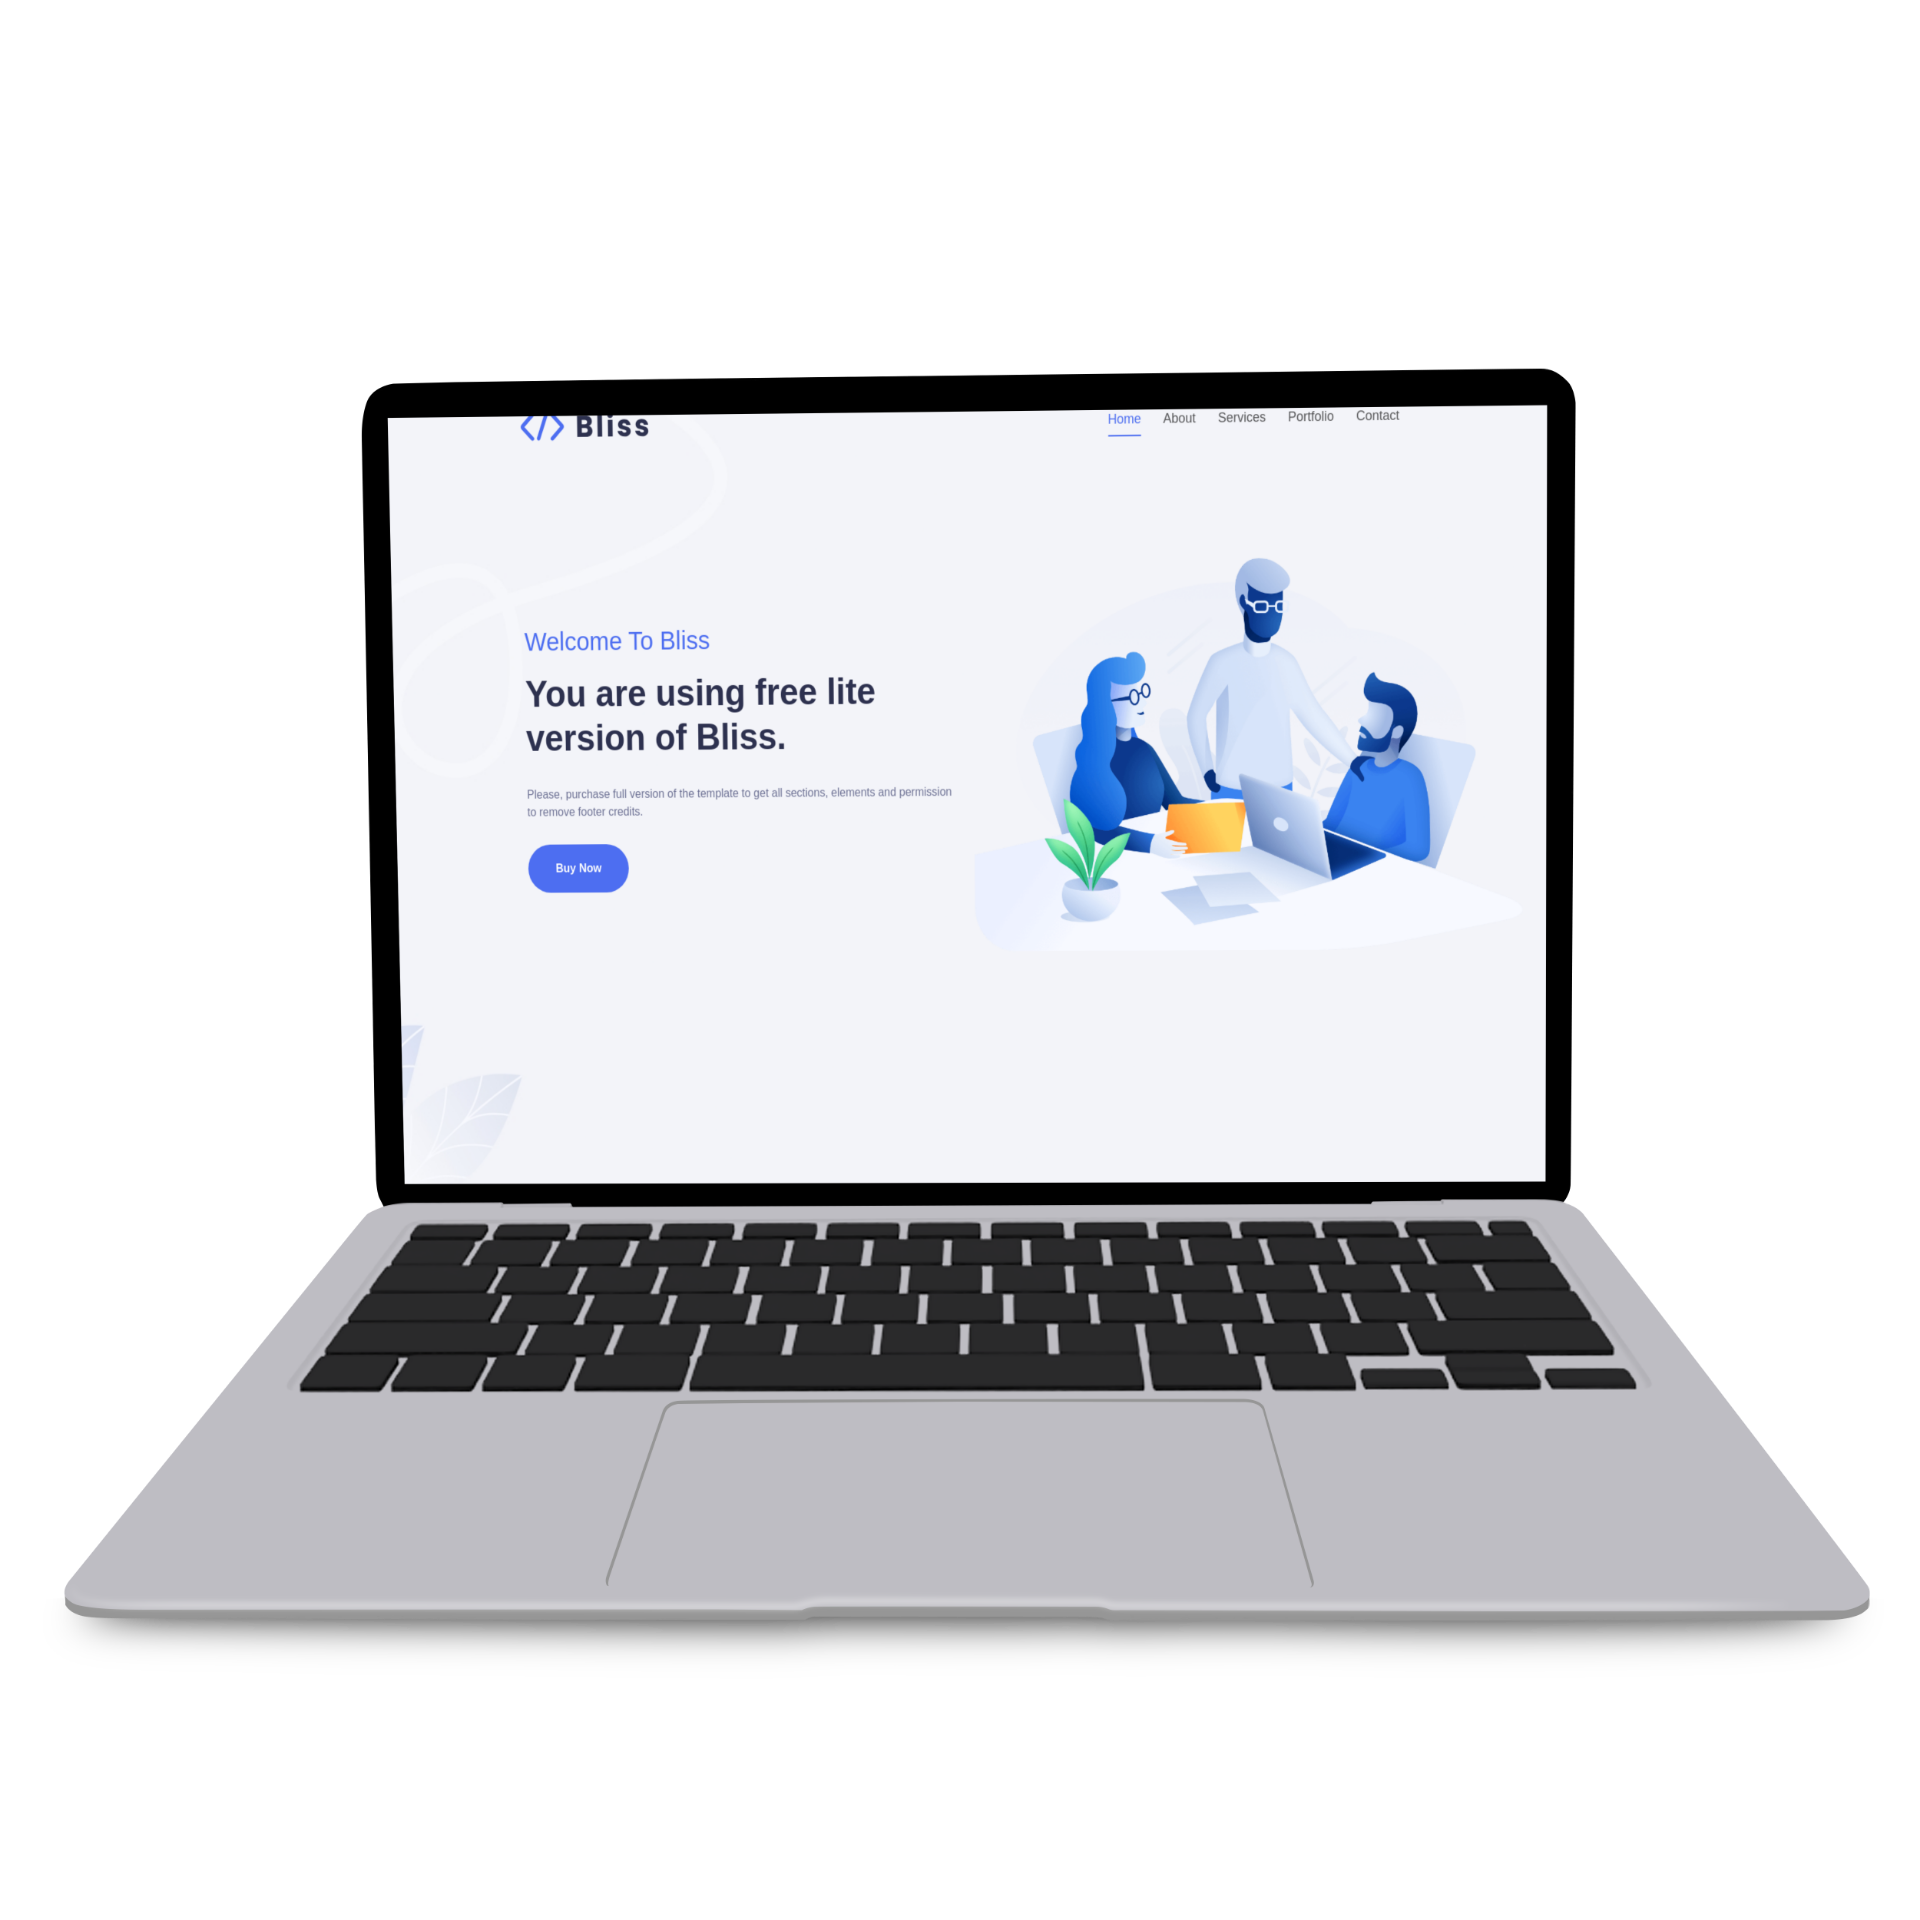 </> Bliss
Home About Services Portfolio Contact
Welcome To Bliss
You are using free lite
version of Bliss.
Please, purchase full version of the template to get all sections, elements and permission
to remove footer credits.
Buy Now